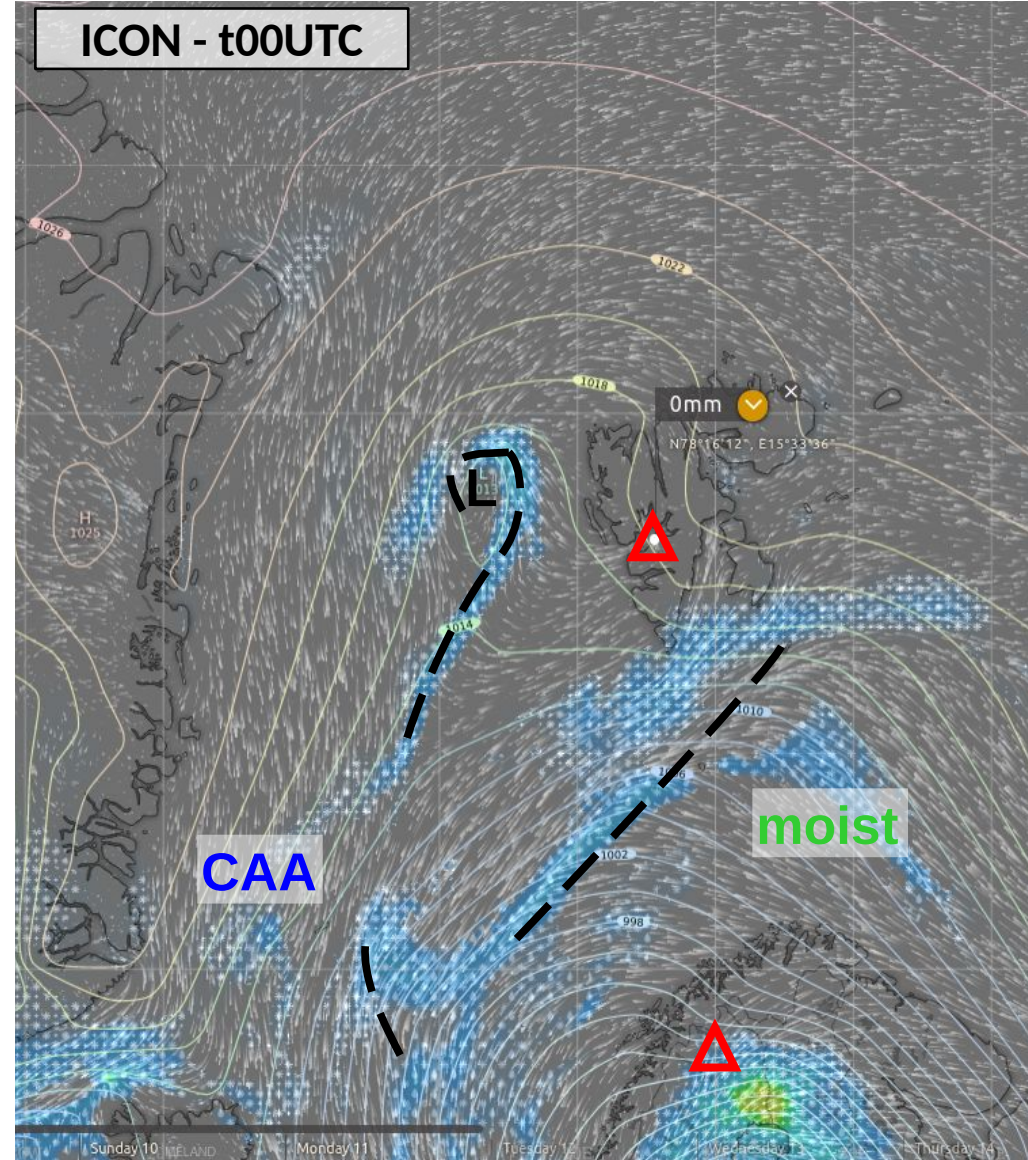 ICON - t00UTC
1026
1022
1018
0mm
N78°16'12", E15°33'36"
L
H
1025
1014
1010
1006
moist
1002
CAA
998
Sunday 10
ICELAND
Monday 11
Tuesday 12
Wednesday 13
Thursday 14